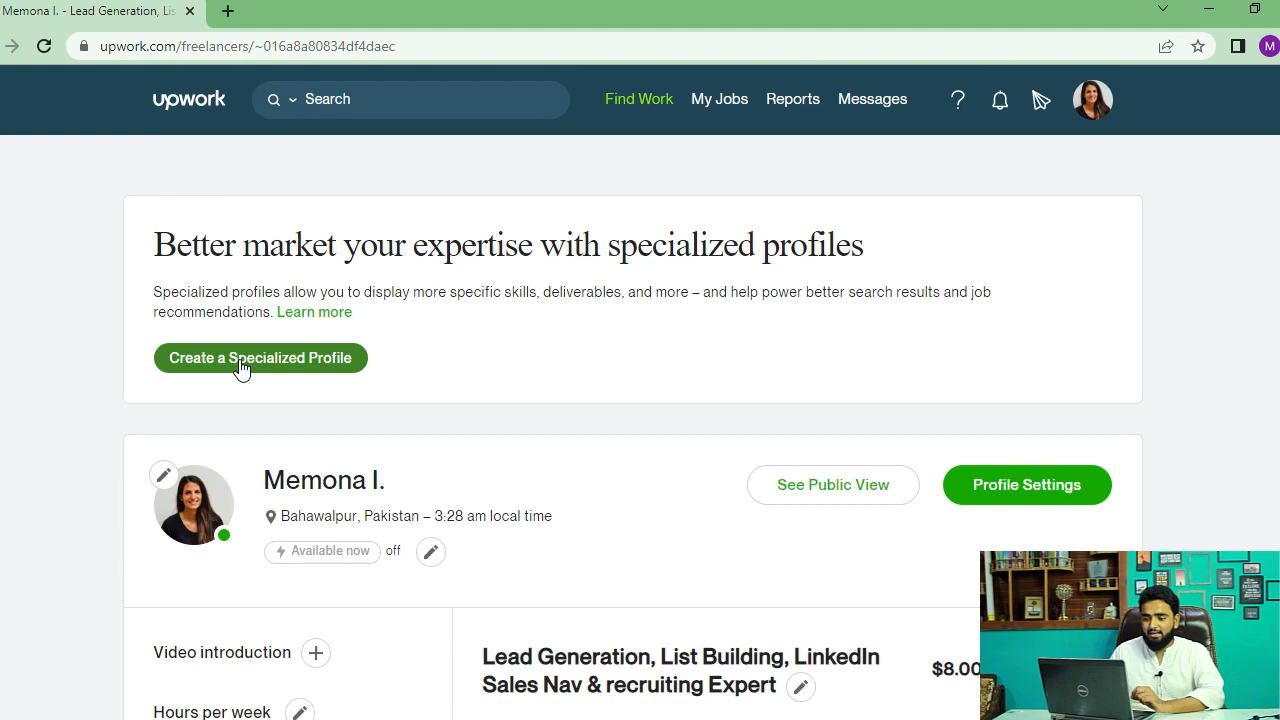 Memona I. - Lead Generation, Lis
upwork.com/freelancers/~016a8a80834df4daec
M
upwork
Search
Find Work
My Jobs
Reports
Messages
Better market your expertise with specialized profiles
Specialized profiles allow you to display more specific skills, deliverables, and more – and help power better search results and job
recommendations. Learn more
Create a Specialized Profile
Memona I.
See Public View
Profile Settings
Bahawalpur, Pakistan – 3:28 am local time
Available now
off
Video introduction
Lead Generation, List Building, LinkedIn
Sales Nav & recruiting Expert
$8.00
Hours per week